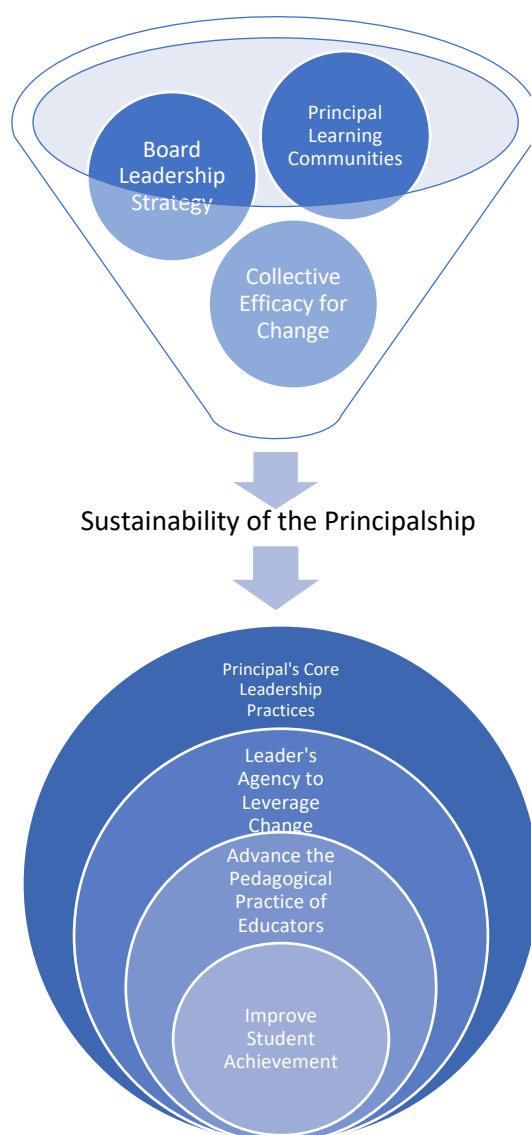 Principal
Learning
Communities
Board
Leadership
Strategy
Collective
Efficacy for
Change
Sustainability of the Principalship
Principal's Core
Leadership
Practices
Leader's
Agency to
Leverage
Change
Advance the
Pedagogical
Practice of
Educators
Improve
Student
Achievement